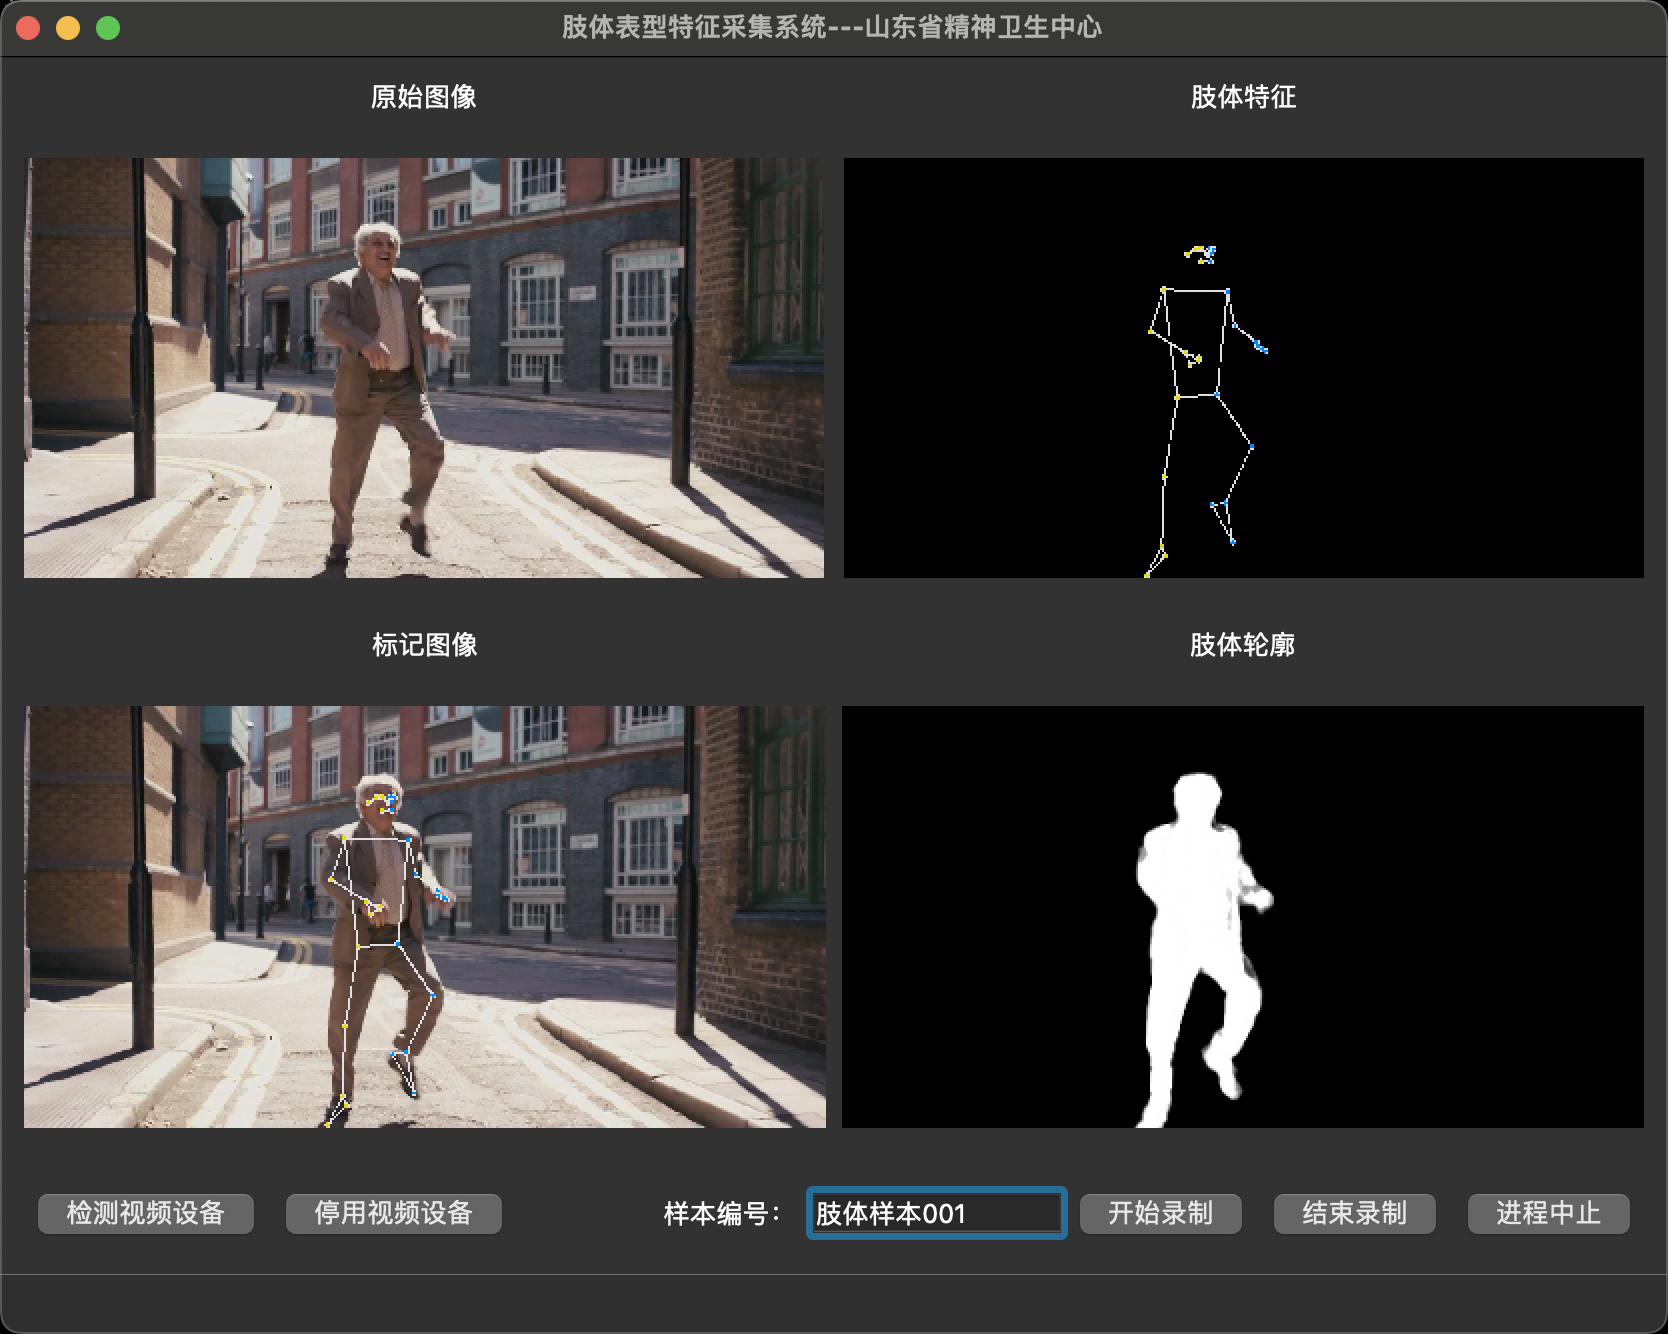 肢体表型特征采集系统---山东省精神卫生中心
原始图像
肢体特征
标记图像
肢体轮廓
检测视频设备
停用视频设备
样本编号：
肢体样本001
开始录制
结束录制
进程中止